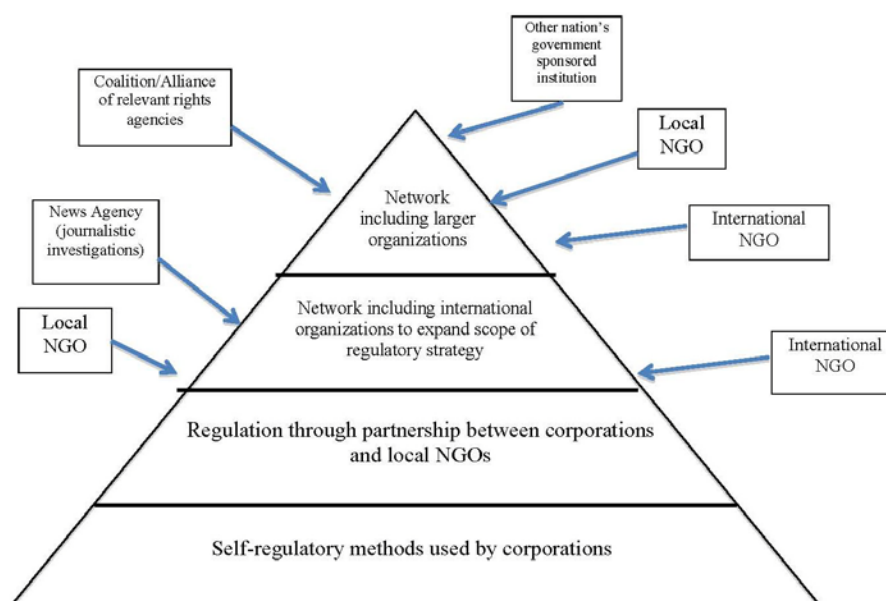 Other nation's
government
sponsored
institution
Coalition/Alliance
of relevant rights
agencies
Local
NGO
Network
including larger
organizations
News Agency
(journalistic
investigations)
International
NGO
Network including international
organizations to expand scope of
regulatory strategy
Local
NGO
International
NGO
Regulation through partnership between corporations
and local NGOs
Self-regulatory methods used by corporations